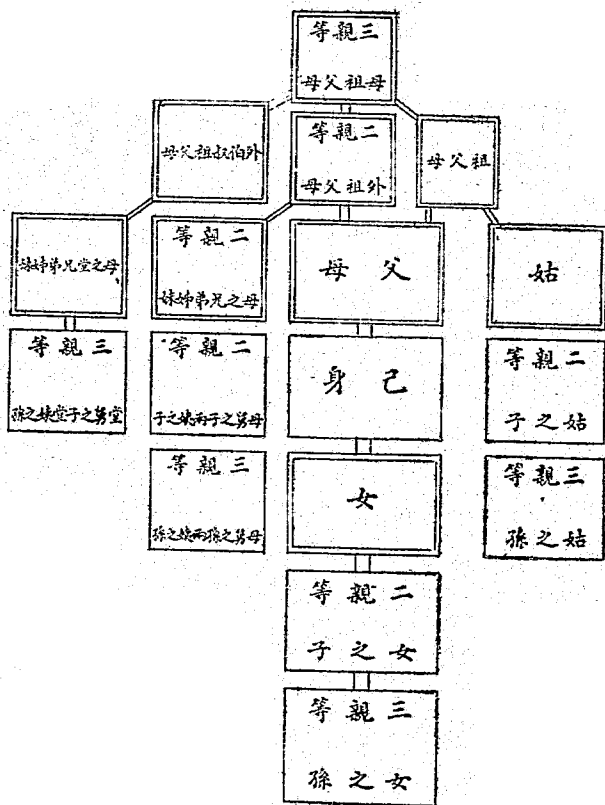 三親等
母祖父母
祖父母
二親等
外祖父母
外伯叔祖父母
姑
父母
二親等
母之兄弟姊妹
母之堂兄弟姊妹
二親等
姑之子
己身
二親等
母舅之子兩姨之子
三親等
堂舅之子堂姨之孫
三親等
姑之孫
女
三親等
母舅之孫兩姨之孫
二親等
女之子
三親等
女之孫